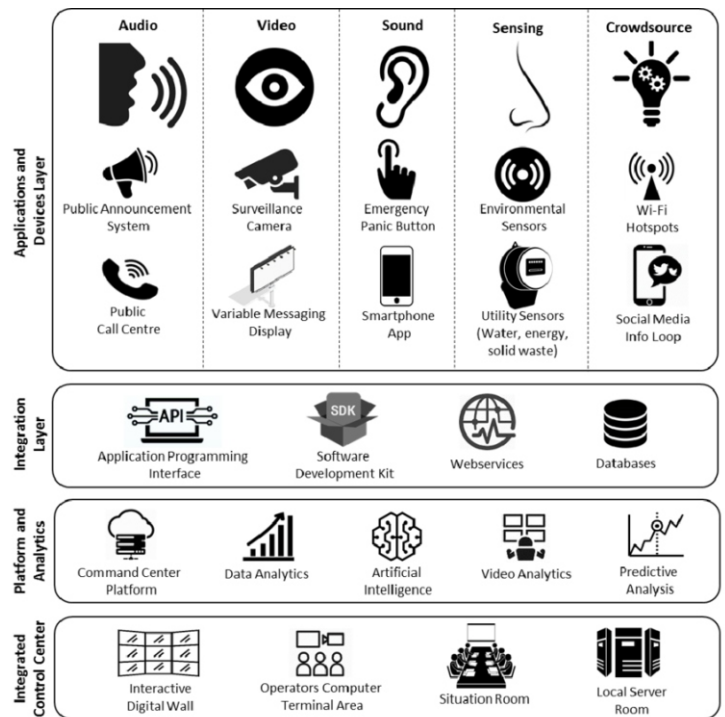 Audio
Video
Sound
Sensing
Crowdsource
Applications and
Devices Layer
Public Announcement
System
Surveillance
Camera
Emergency
Panic Button
Environmental
Sensors
Wi-Fi
Hotspots
Public
Call Centre
Variable Messaging
Display
Smartphone
App
Utility Sensors
(Water, energy,
solid waste)
Social Media
Info Loop
Integration
Layer
API
Application Programming
Interface
SDK
Software
Development Kit
Webservices
Databases
Platform and
Analytics
Command Center
Platform
Data Analytics
Artificial
Intelligence
Video Analytics
Predictive
Analysis
Integrated
Control Center
Interactive
Digital Wall
Operators Computer
Terminal Area
Situation Room
Local Server
Room